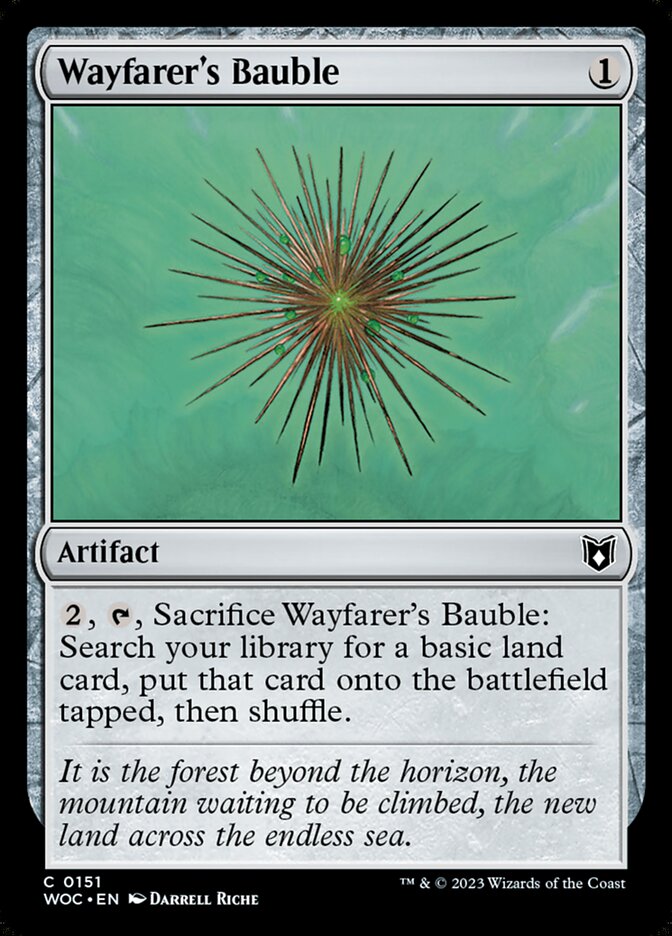 Wayfarer's Bauble 1
Artifact
2, , Sacrifice Wayfarer's Bauble:
Search your library for a basic land
card, put that card onto the battlefield
tapped, then shuffle.
It is the forest beyond the horizon, the
mountain waiting to be climbed, the new
land across the endless sea.
C 0151
WOC • EN Darrell Riche
™ & © 2023 Wizards of the Coast